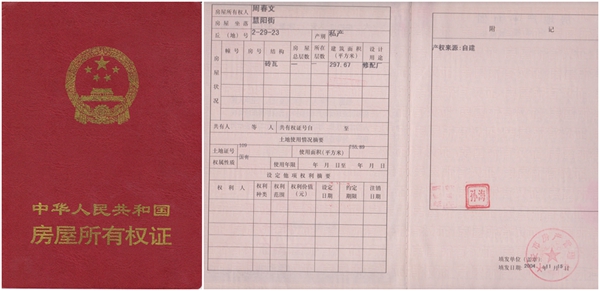 中华人民共和国
房屋所有权证
房屋所有权人 周春文
房屋坐落 慧阳街
丘(地)号 2-29-23 产别 私产
房屋状况
幢号 房号 结构 房屋总层数 所在层数 建筑面积(平方米) 设计用途
砖瓦 一 一 297.67 修配厂
共有人 等 人 共有权证号自 至
土地使用情况摘要
土地证号 使用面积(平方米)
权属性质 使用年限 年 月 日至 年 月 日
设定他项权利摘要
权利人 权利种类 权利范围 权利价值(元) 设定日期 约定期限 注销日期
附记
产权来源:自建
填发单位(盖章)
填发日期:2004. 11